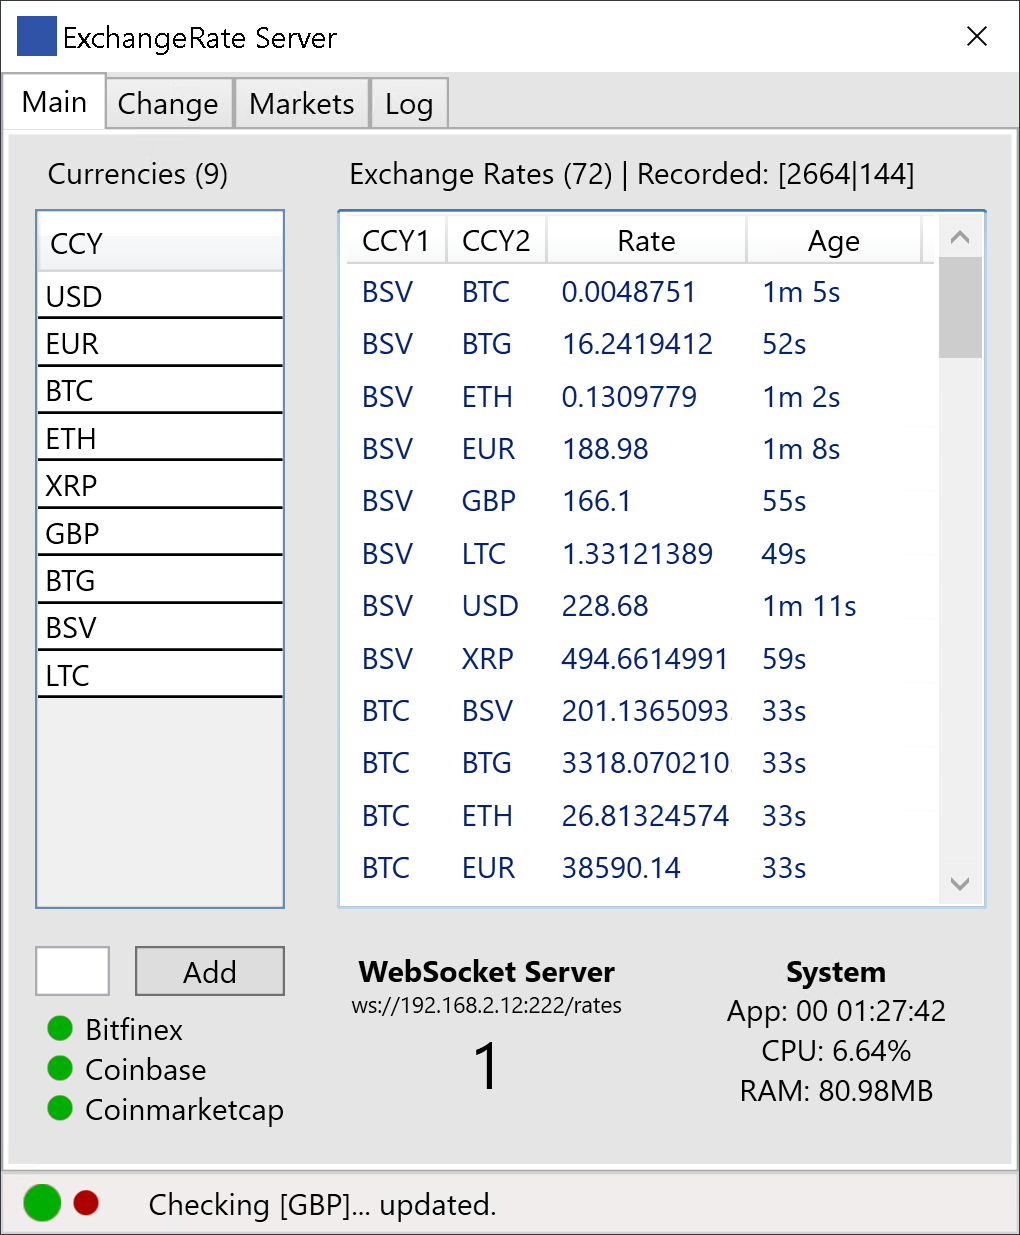 ExchangeRate Server
Main Change Markets Log
Currencies (9)
CCY
USD
EUR
BTC
ETH
XRP
GBP
BTG
BSV
LTC
Exchange Rates (72) | Recorded: [2664|144]
CCY1 CCY2 Rate Age
BSV BTC 0.0048751 1m 5s
BSV BTG 16.2419412 52s
BSV ETH 0.1309779 1m 2s
BSV EUR 188.98 1m 8s
BSV GBP 166.1 55s
BSV LTC 1.33121389 49s
BSV USD 228.68 1m 11s
BSV XRP 494.6614991 59s
BTC BSV 201.1365093 33s
BTC BTG 3318.070210 33s
BTC ETH 26.81324574 33s
BTC EUR 38590.14 33s
Add
Bitfinex
Coinbase
Coinmarketcap
WebSocket Server
ws://192.168.2.12:222/rates
1
System
App: 00 01:27:42
CPU: 6.64%
RAM: 80.98MB
Checking [GBP]... updated.